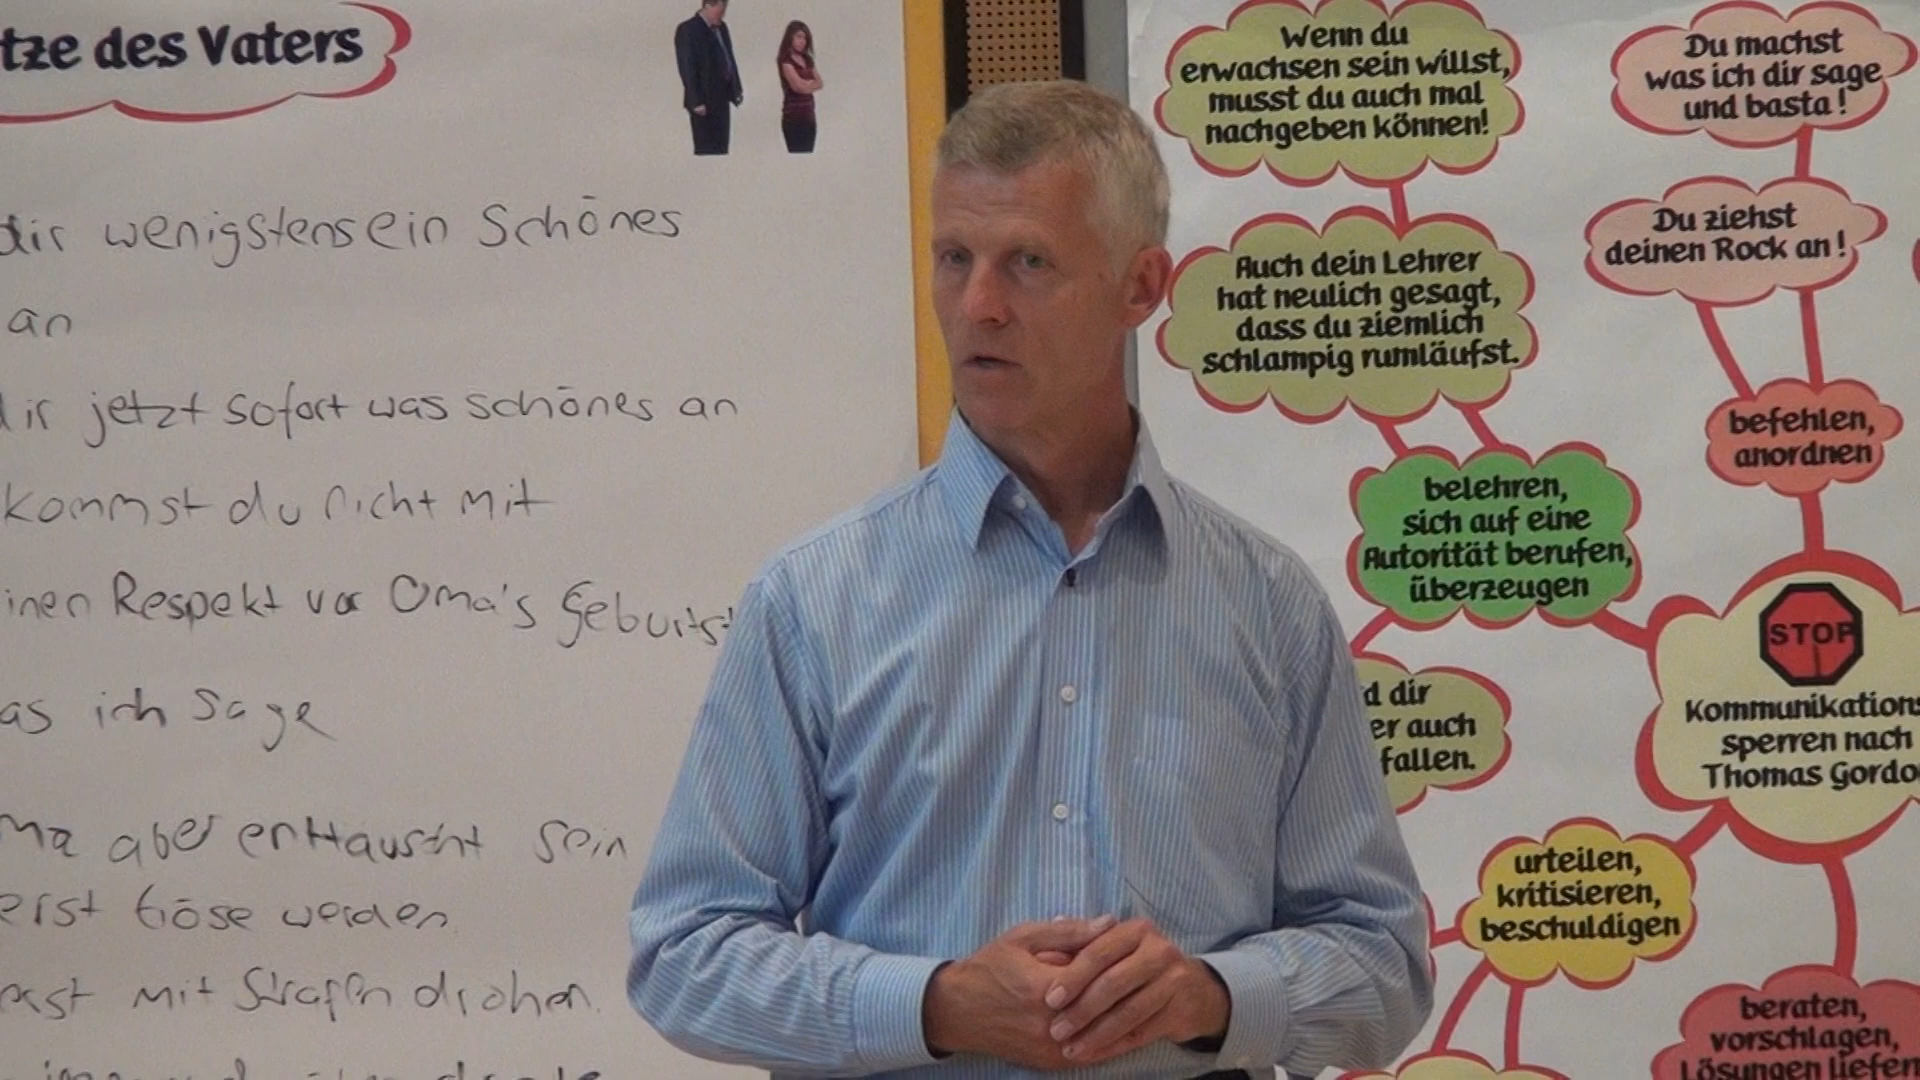 tze des Vaters
dir wenigstens ein Schönes
an
dir jetzt sofort was schönes an
kommst du nicht mit
inen Respekt vor Oma's Geburtst
as ich sage
ma aber enttäuscht sein
erst böse werden
mit Strafen drohen.
Wenn du
erwachsen sein willst,
musst du auch mal
nachgeben können!
Auch dein Lehrer
hat neulich gesagt,
dass du ziemlich
schlampig rumläufst.
belehren,
sich auf eine
Autorität berufen,
überzeugen
d dir
er auch
fallen.
Du machst
was ich dir sage
und basta!
Du ziehst
deinen Rock an!
befehlen,
anordnen
STOP
Kommunikations
sperren nach
Thomas Gordo
urteilen,
kritisieren,
beschuldigen
beraten,
vorschlagen,
Lösungen liefern